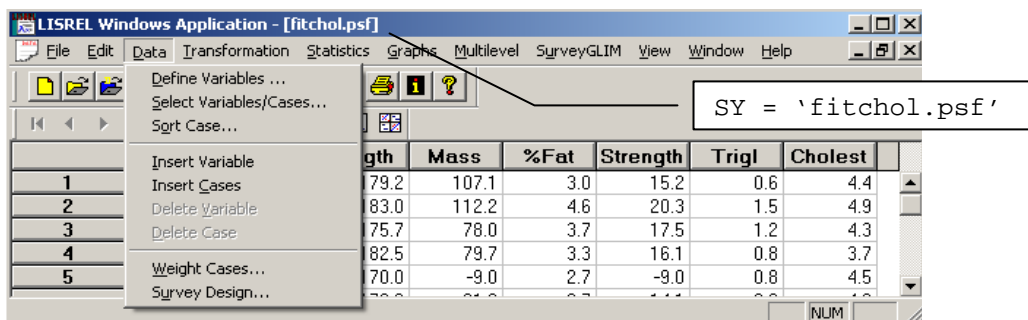 LISREL Windows Application - [fitchol.psf]
File Edit Data Transformation Statistics Graphs Multilevel SurveyGLIM View Window Help
SY = ‘fitchol.psf’
Define Variables ...
Select Variables/Cases...
Sort Case...
Insert Variable
Insert Cases
Delete Variable
Delete Case
Weight Cases...
Survey Design...
gth Mass %Fat Strength Trigl Cholest
1 179.2 107.1 3.0 15.2 0.6 4.4
2 183.0 112.2 4.6 20.3 1.5 4.9
3 175.7 78.0 3.7 17.5 1.2 4.3
4 182.5 79.7 3.3 16.1 0.8 3.7
5 170.0 -9.0 2.7 -9.0 0.8 4.5
NUM